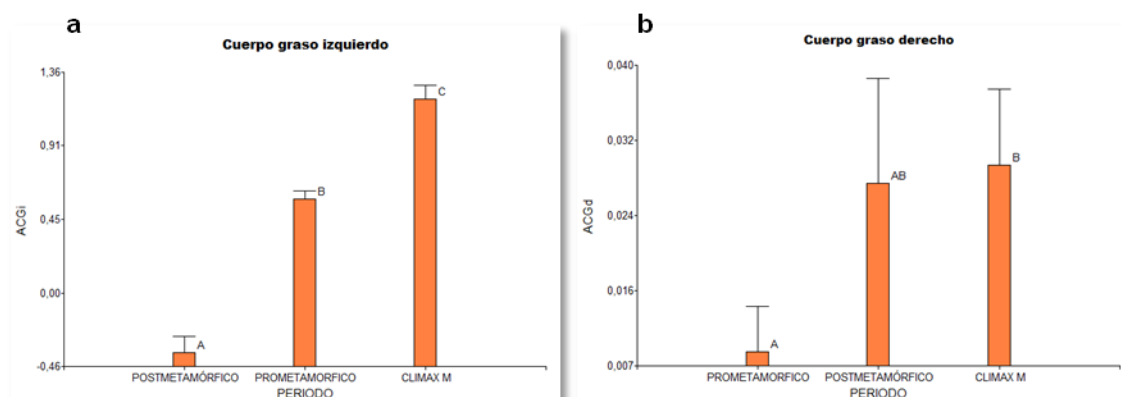 a
Cuerpo graso izquierdo
1,36
0,91
0,45
0,00
-0,46
ACGi
A
B
C
POSTMETAMÓRFICO PROMETAMORFICO CLIMAX M
PERIODO
b
Cuerpo graso derecho
0,040
0,032
0,024
0,016
0,007
ACGd
A
AB
B
PROMETAMORFICO POSTMETAMÓRFICO CLIMAX M
PERIODO